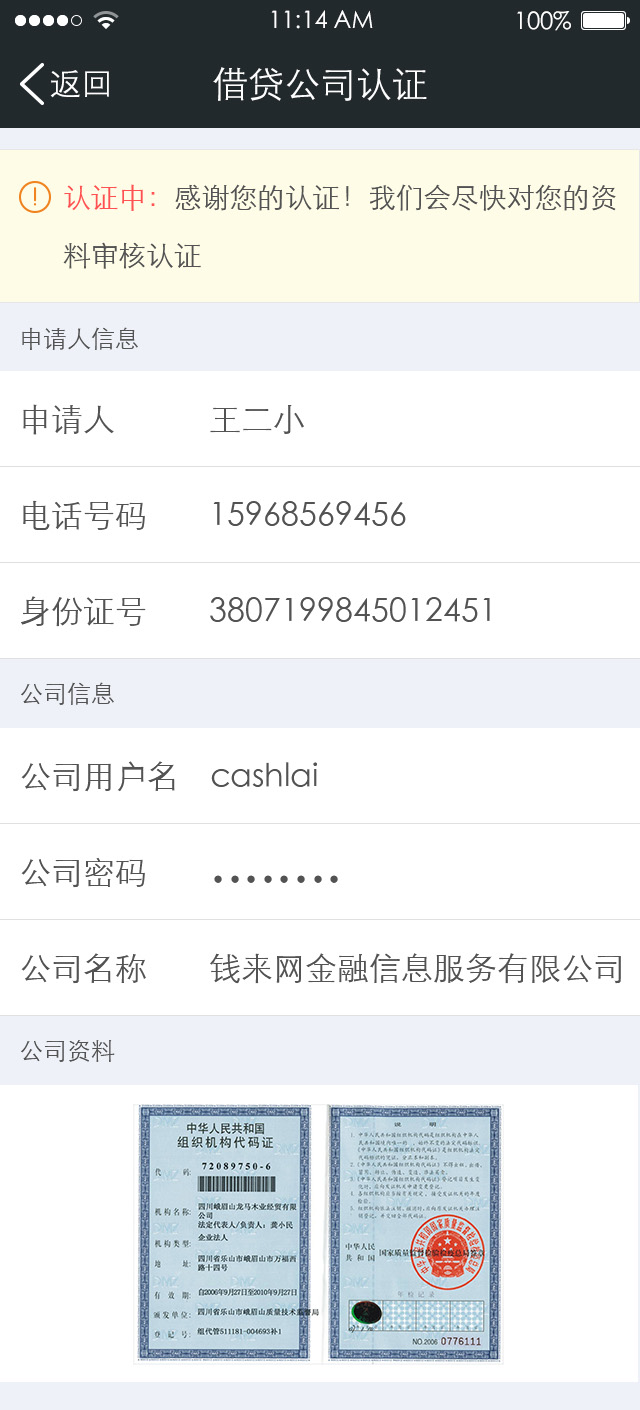 11:14 AM
100%
返回
借贷公司认证
认证中：感谢您的认证！我们会尽快对您的资
料审核认证
申请人信息
申请人 王二小
电话号码 15968569456
身份证号 3807199845012451
公司信息
公司用户名 cashlai
公司密码 ••••••••
公司名称 钱来网金融信息服务有限公司
公司资料
中华人民共和国
组织机构代码证
代 码: 72089750-6
机构名称: 四川峨眉山龙马木业经贸有
限公司
法定代表人/负责人: 龚小民
机构类型: 企业法人
地 址: 四川省乐山市峨眉山市万福西
路十四号
有 效 期: 自2006年9月27日至2010年9月27日
颁发单位: 四川省乐山市峨眉山质量技术监督局
登 记 号: 组代管511181-004693补1
说 明
中华人民
共和国 国家质量监督检验检疫总局签章
年检记录
NO.2006 0776111